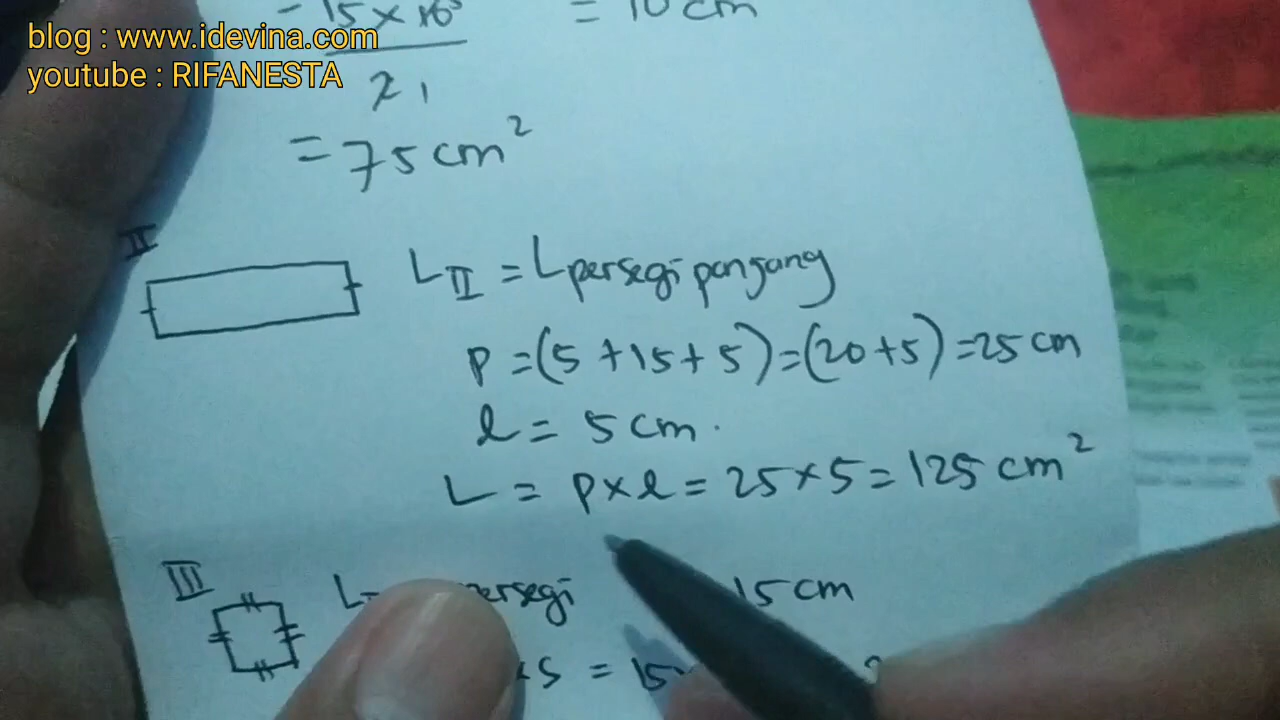 blog : www.idevina.com
youtube : RIFANESTA
= 10 cm
= 75 cm²
II
L II = L persegi panjang
p = (5 + 15 + 5) = (20 + 5) = 25 cm
l = 5 cm.
L = p x l = 25 x 5 = 125 cm²
III
L persegi 15 cm